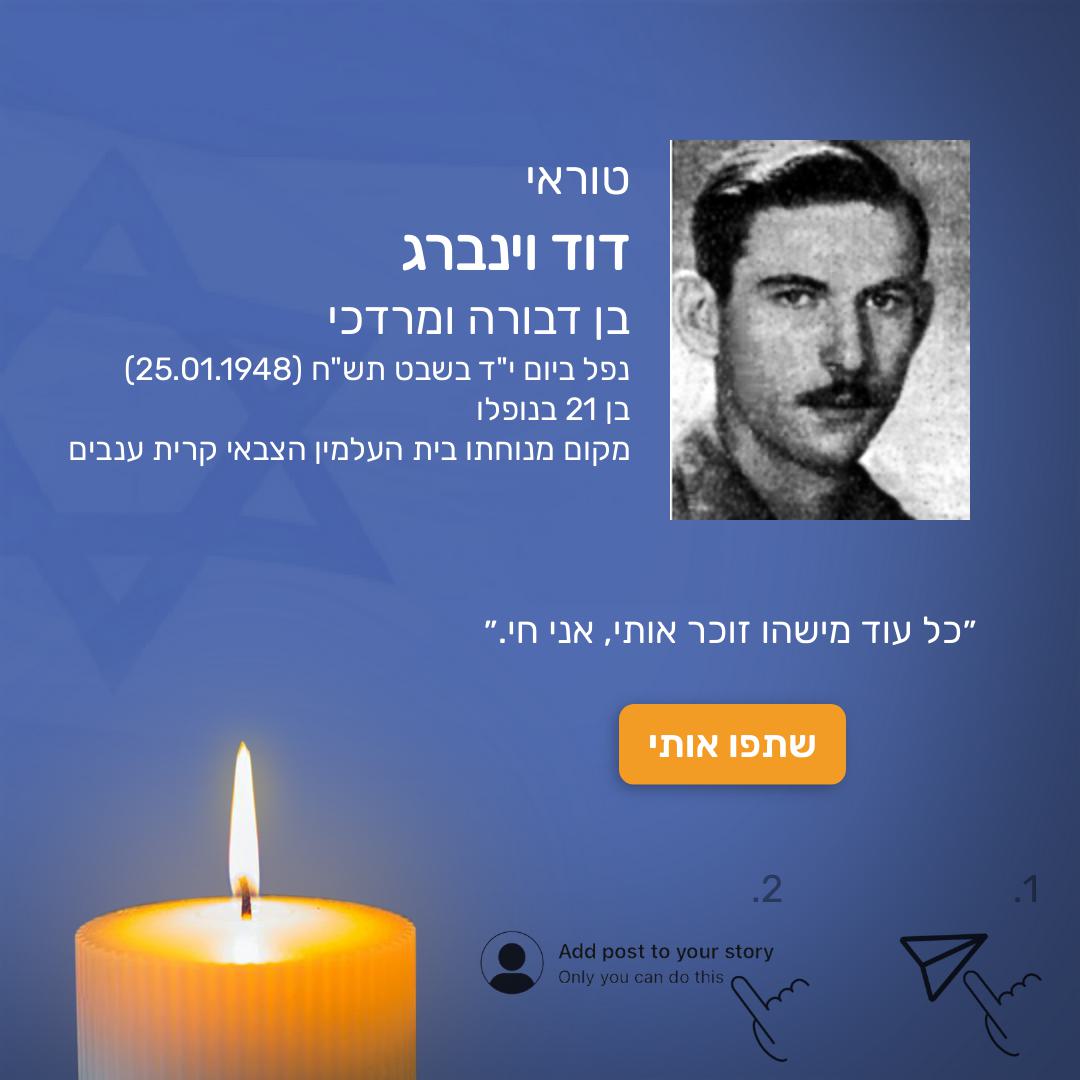 טוראי
דוד וינברג
בן דבורה ומרדכי
נפל ביום י"ד בשבט תש"ח (25.01.1948)
בן 21 בנופלו
מקום מנוחתו בית העלמין הצבאי קרית ענבים
״כל עוד מישהו זוכר אותי, אני חי.״
שתפו אותי
1.
2.
Add post to your story
Only you can do this